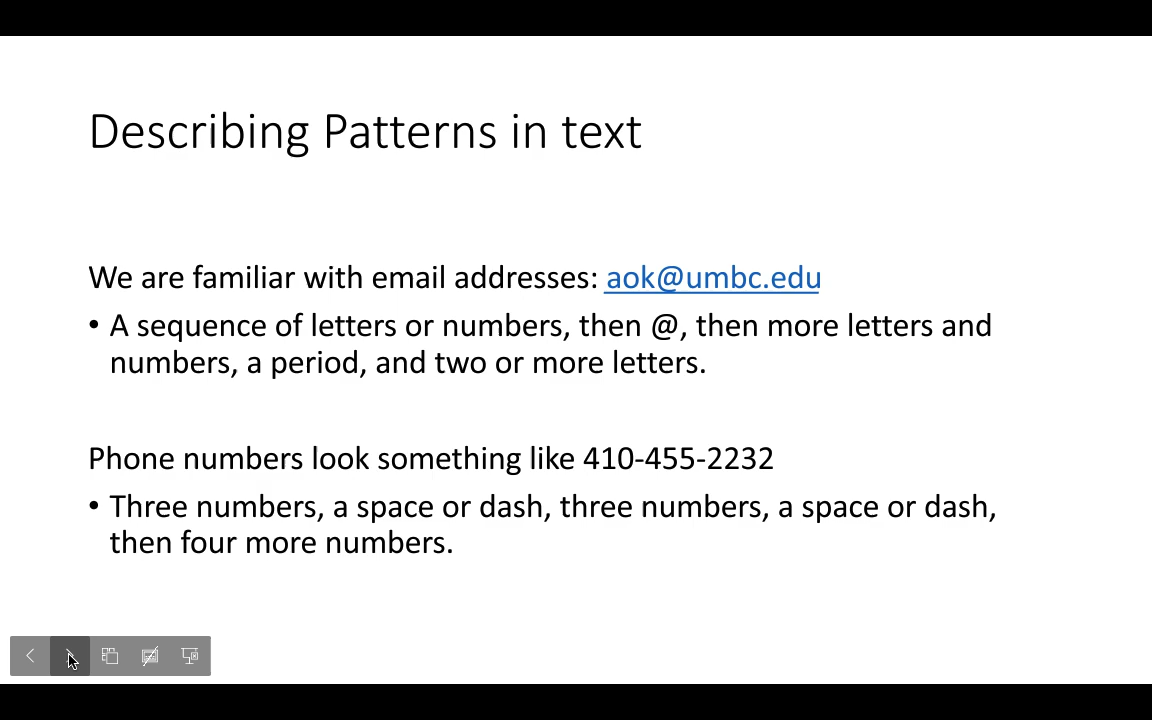 Describing Patterns in text
We are familiar with email addresses: aok@umbc.edu
• A sequence of letters or numbers, then @, then more letters and
numbers, a period, and two or more letters.
Phone numbers look something like 410-455-2232
• Three numbers, a space or dash, three numbers, a space or dash,
then four more numbers.